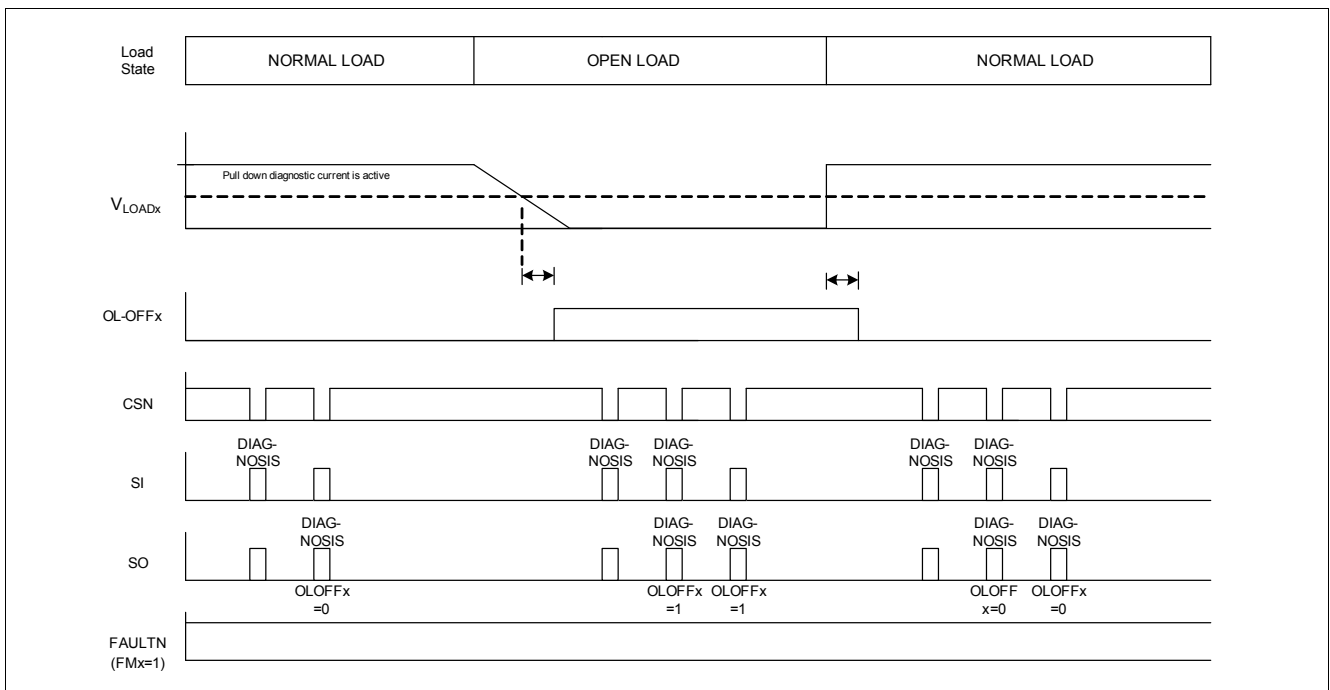 Load
State
NORMAL LOAD
OPEN LOAD
NORMAL LOAD
Pull down diagnostic current is active
VLOADx
OL-OFFx
CSN
DIAG-
NOSIS
DIAG-
NOSIS
DIAG-
NOSIS
DIAG-
NOSIS
DIAG-
NOSIS
SI
DIAG-
NOSIS
DIAG-
NOSIS
DIAG-
NOSIS
DIAG-
NOSIS
DIAG-
NOSIS
SO
OLOFFx
=0
OLOFFx
=1
OLOFFx
=1
OLOFF
x=0
OLOFFx
=0
FAULTN
(FMx=1)